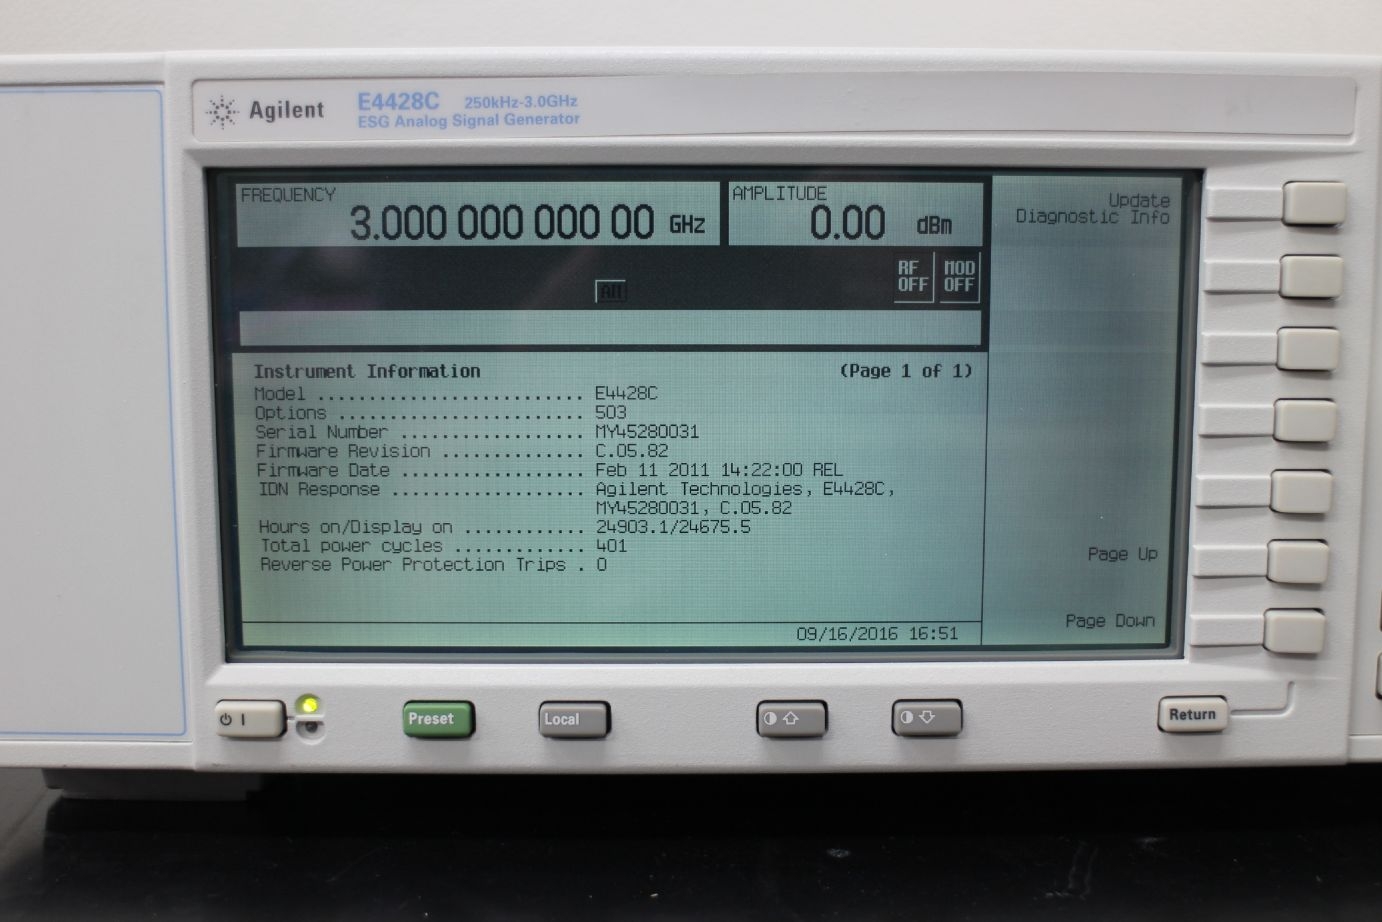 Agilent
E4428C 250kHz-3.0GHz
ESG Analog Signal Generator
FREQUENCY
3.000 000 000 00 GHz
AMPLITUDE
0.00 dBm
RF
OFF
MOD
OFF
AM
Update
Diagnostic Info
Instrument Information (Page 1 of 1)
Model .......................... E4428C
Options ........................ 503
Serial Number .................. MY45280031
Firmware Revision .............. C.05.82
Firmware Date .................. Feb 11 2011 14:22:00 REL
IDN Response ................... Agilent Technologies, E4428C,
MY45280031, C.05.82
Hours on/Display on ............ 24903.1/24675.5
Total power cycles ............. 401
Reverse Power Protection Trips . 0
Page Up
Page Down
09/16/2016 16:51
Preset
Local
Return